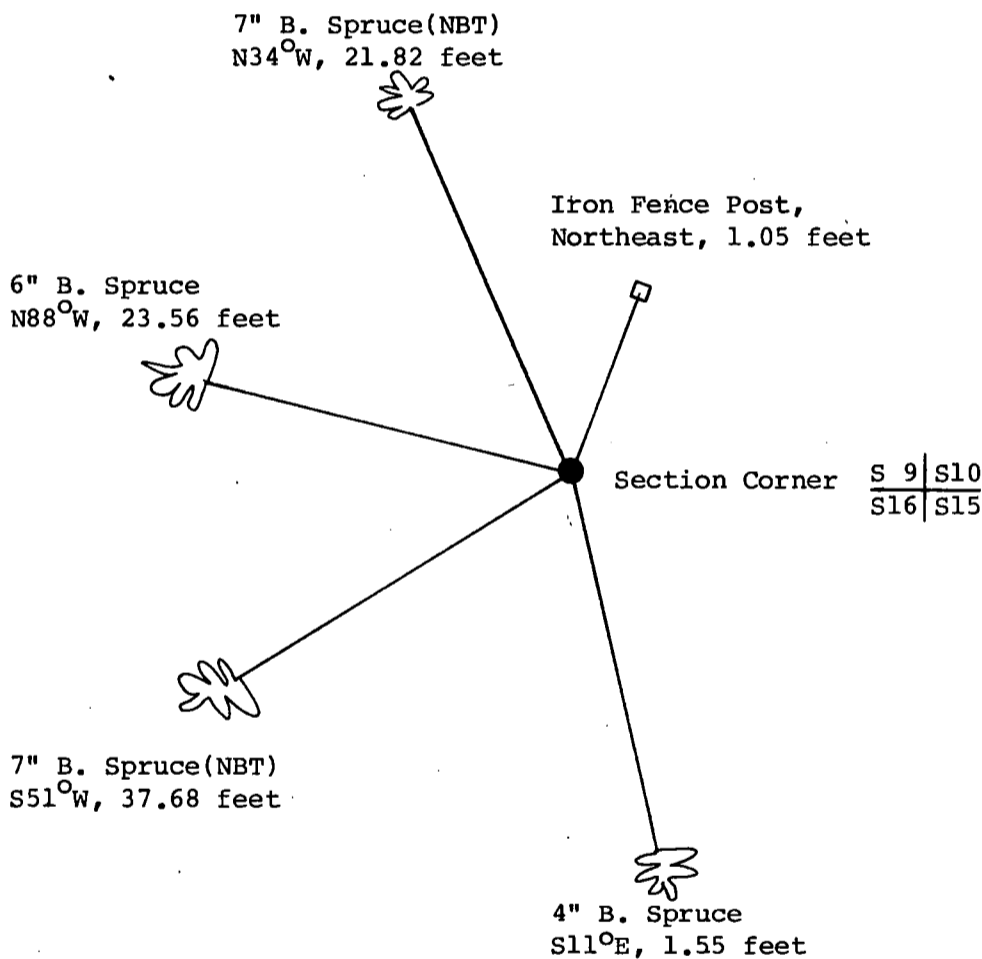 7" B. Spruce(NBT)
N34°W, 21.82 feet
Iron Fence Post,
Northeast, 1.05 feet
6" B. Spruce
N88°W, 23.56 feet
Section Corner
S 9|S10
S16|S15
7" B. Spruce(NBT)
S51°W, 37.68 feet
4" B. Spruce
S11°E, 1.55 feet